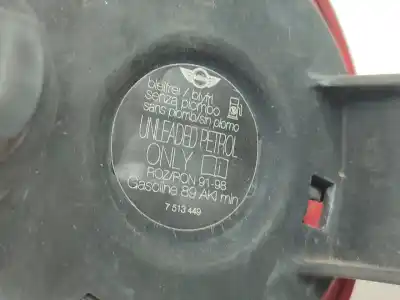 bleifrei / blyfri
senza piombo
sans plomb/sin plomo
UNLEADED PETROL
ONLY
ROZ/RON 91-98
Gasoline 89 AKI min
7 513 449